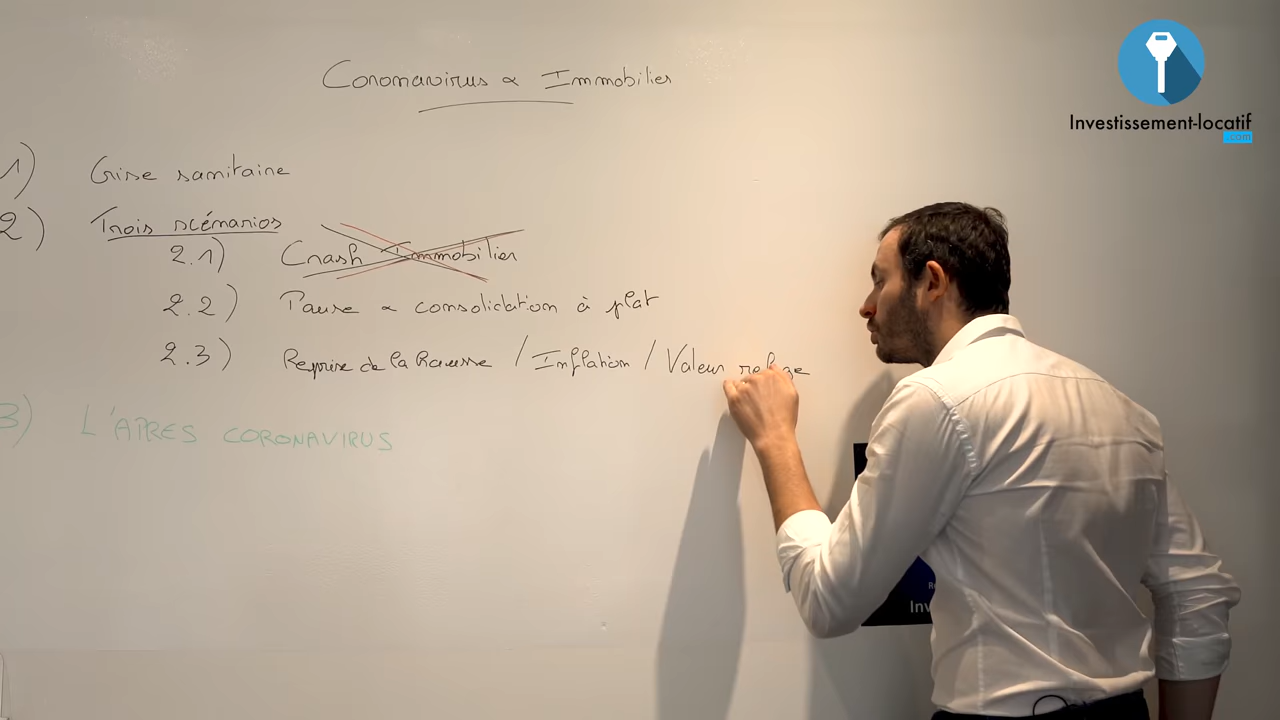 Coronavirus & Immobilier
Investissement-locatif
.com
1) Crise sanitaire
2) Trois scénarios
2.1) Crash Immobilier
2.2) Pause & consolidation à plat
2.3) Reprise de la hausse / Inflation / Valeur refuge
3) L'APRES CORONAVIRUS
Inv